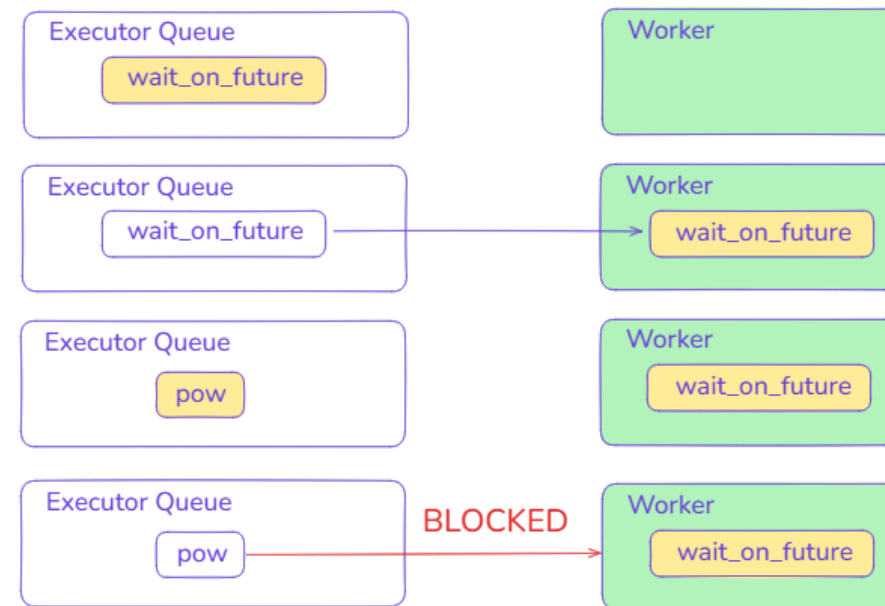 Executor Queue
Worker
wait_on_future
Executor Queue
Worker
wait_on_future
wait_on_future
Executor Queue
Worker
pow
wait_on_future
Executor Queue
Worker
BLOCKED
pow
wait_on_future